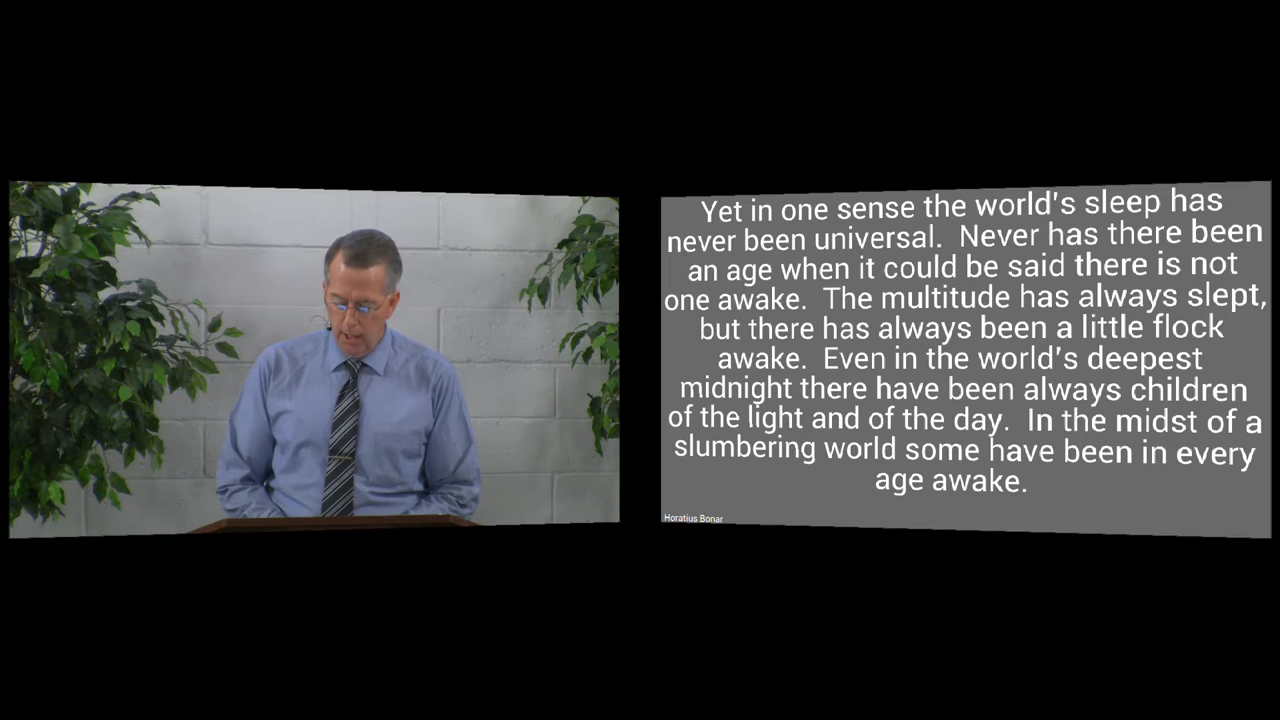 Yet in one sense the world's sleep has
never been universal.  Never has there been
an age when it could be said there is not
one awake.  The multitude has always slept,
but there has always been a little flock
awake.  Even in the world's deepest
midnight there have been always children
of the light and of the day.  In the midst of a
slumbering world some have been in every
age awake.
Horatius Bonar